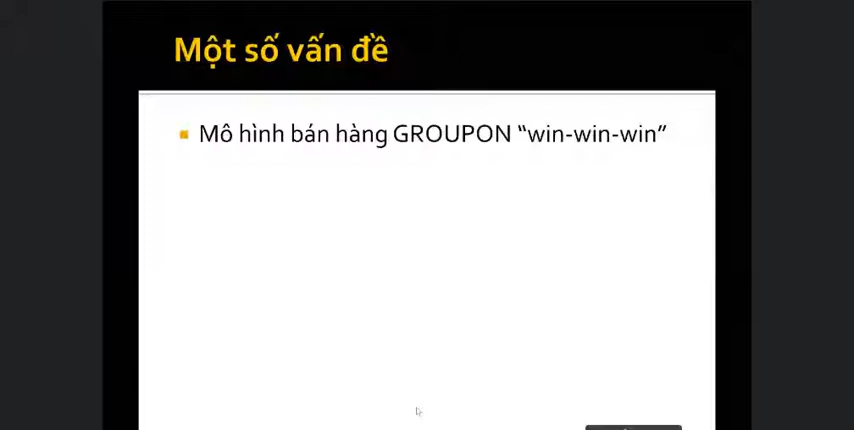 Một số vấn đề
Mô hình bán hàng GROUPON “win-win-win”